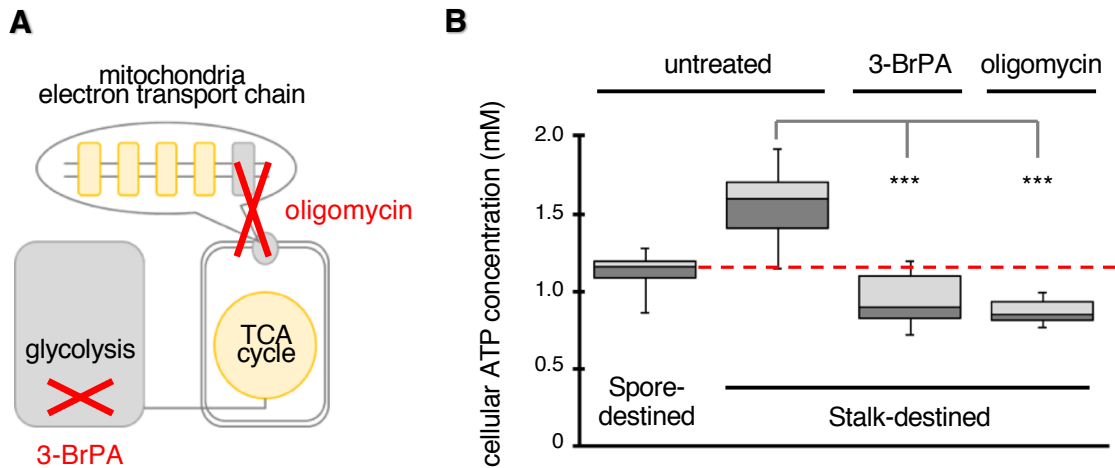 A
mitochondria
electron transport chain
oligomycin
glycolysis
TCA
cycle
3-BrPA
B
untreated
3-BrPA
oligomycin
cellular ATP concentration (mM)
2.0
1.5
1.0
0.5
0
***
***
Spore-
destined
Stalk-destined